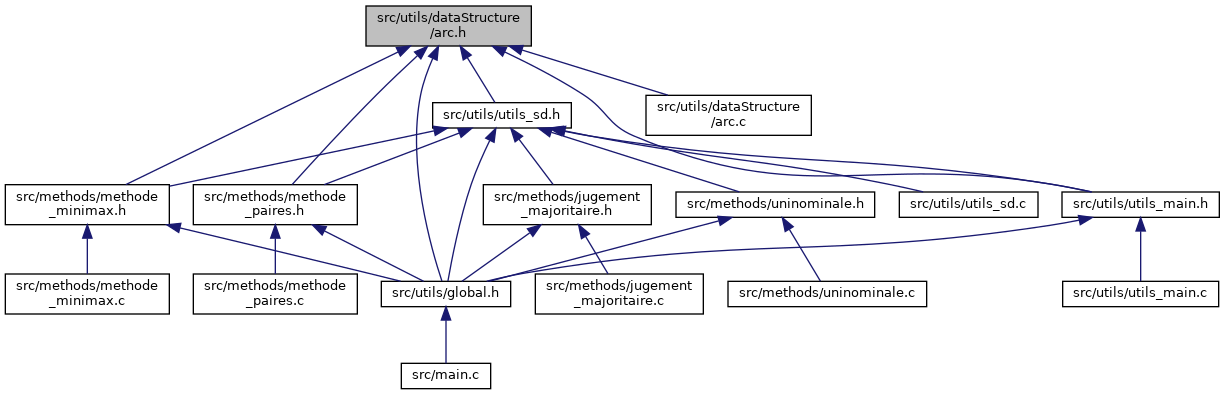 src/utils/dataStructure
/arc.h
src/utils/utils_sd.h
src/utils/dataStructure
/arc.c
src/methods/methode
_minimax.h
src/methods/methode
_paires.h
src/methods/jugement
_majoritaire.h
src/methods/uninominale.h
src/utils/utils_sd.c
src/utils/utils_main.h
src/methods/methode
_minimax.c
src/methods/methode
_paires.c
src/utils/global.h
src/methods/jugement
_majoritaire.c
src/methods/uninominale.c
src/utils/utils_main.c
src/main.c